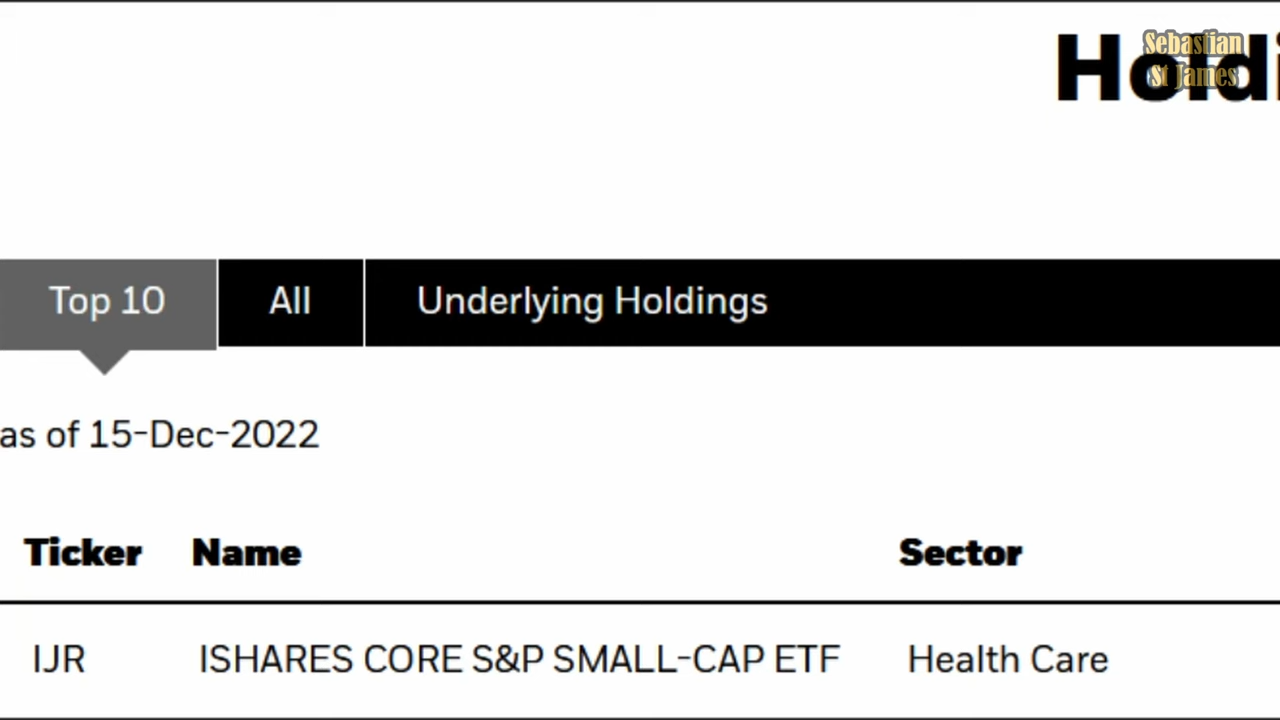 Holdi
Sebastian
St James
Top 10 All Underlying Holdings
as of 15-Dec-2022
Ticker Name Sector
IJR ISHARES CORE S&P SMALL-CAP ETF Health Care